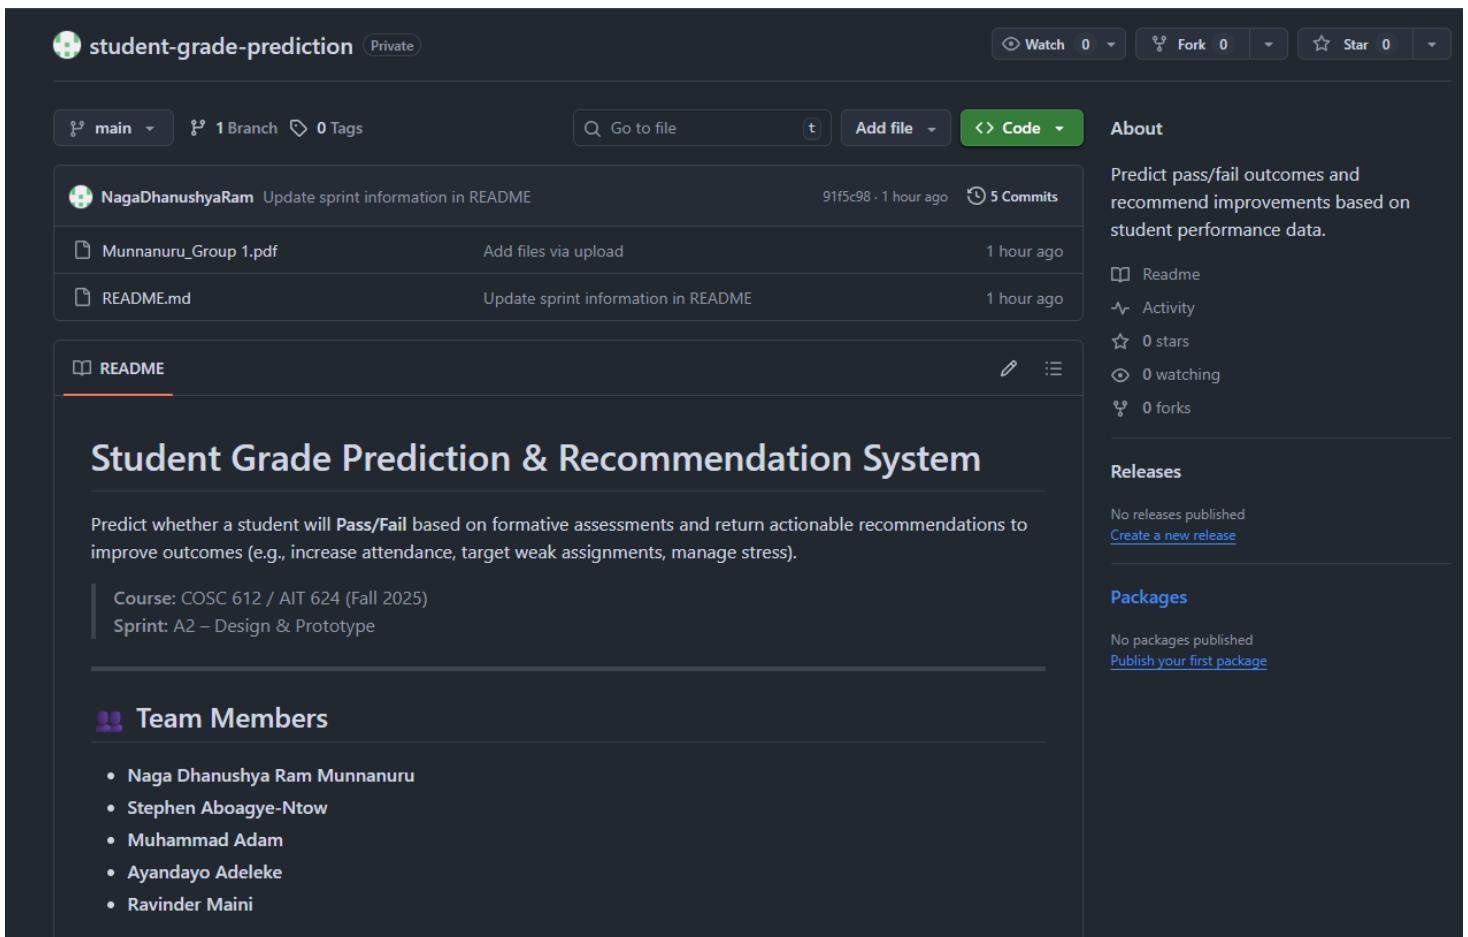 student-grade-prediction Private
Watch 0 Fork 0 Star 0
main 1 Branch 0 Tags Go to file t Add file Code
NagaDhanushyaRam Update sprint information in README 91f5c98 · 1 hour ago 5 Commits
Munnanuru_Group 1.pdf Add files via upload 1 hour ago
README.md Update sprint information in README 1 hour ago
README
Student Grade Prediction & Recommendation System
Predict whether a student will Pass/Fail based on formative assessments and return actionable recommendations to
improve outcomes (e.g., increase attendance, target weak assignments, manage stress).
Course: COSC 612 / AIT 624 (Fall 2025)
Sprint: A2 – Design & Prototype
Team Members
• Naga Dhanushya Ram Munnanuru
• Stephen Aboagye-Ntow
• Muhammad Adam
• Ayandayo Adeleke
• Ravinder Maini
About
Predict pass/fail outcomes and
recommend improvements based on
student performance data.
Readme
Activity
0 stars
0 watching
0 forks
Releases
No releases published
Create a new release
Packages
No packages published
Publish your first package